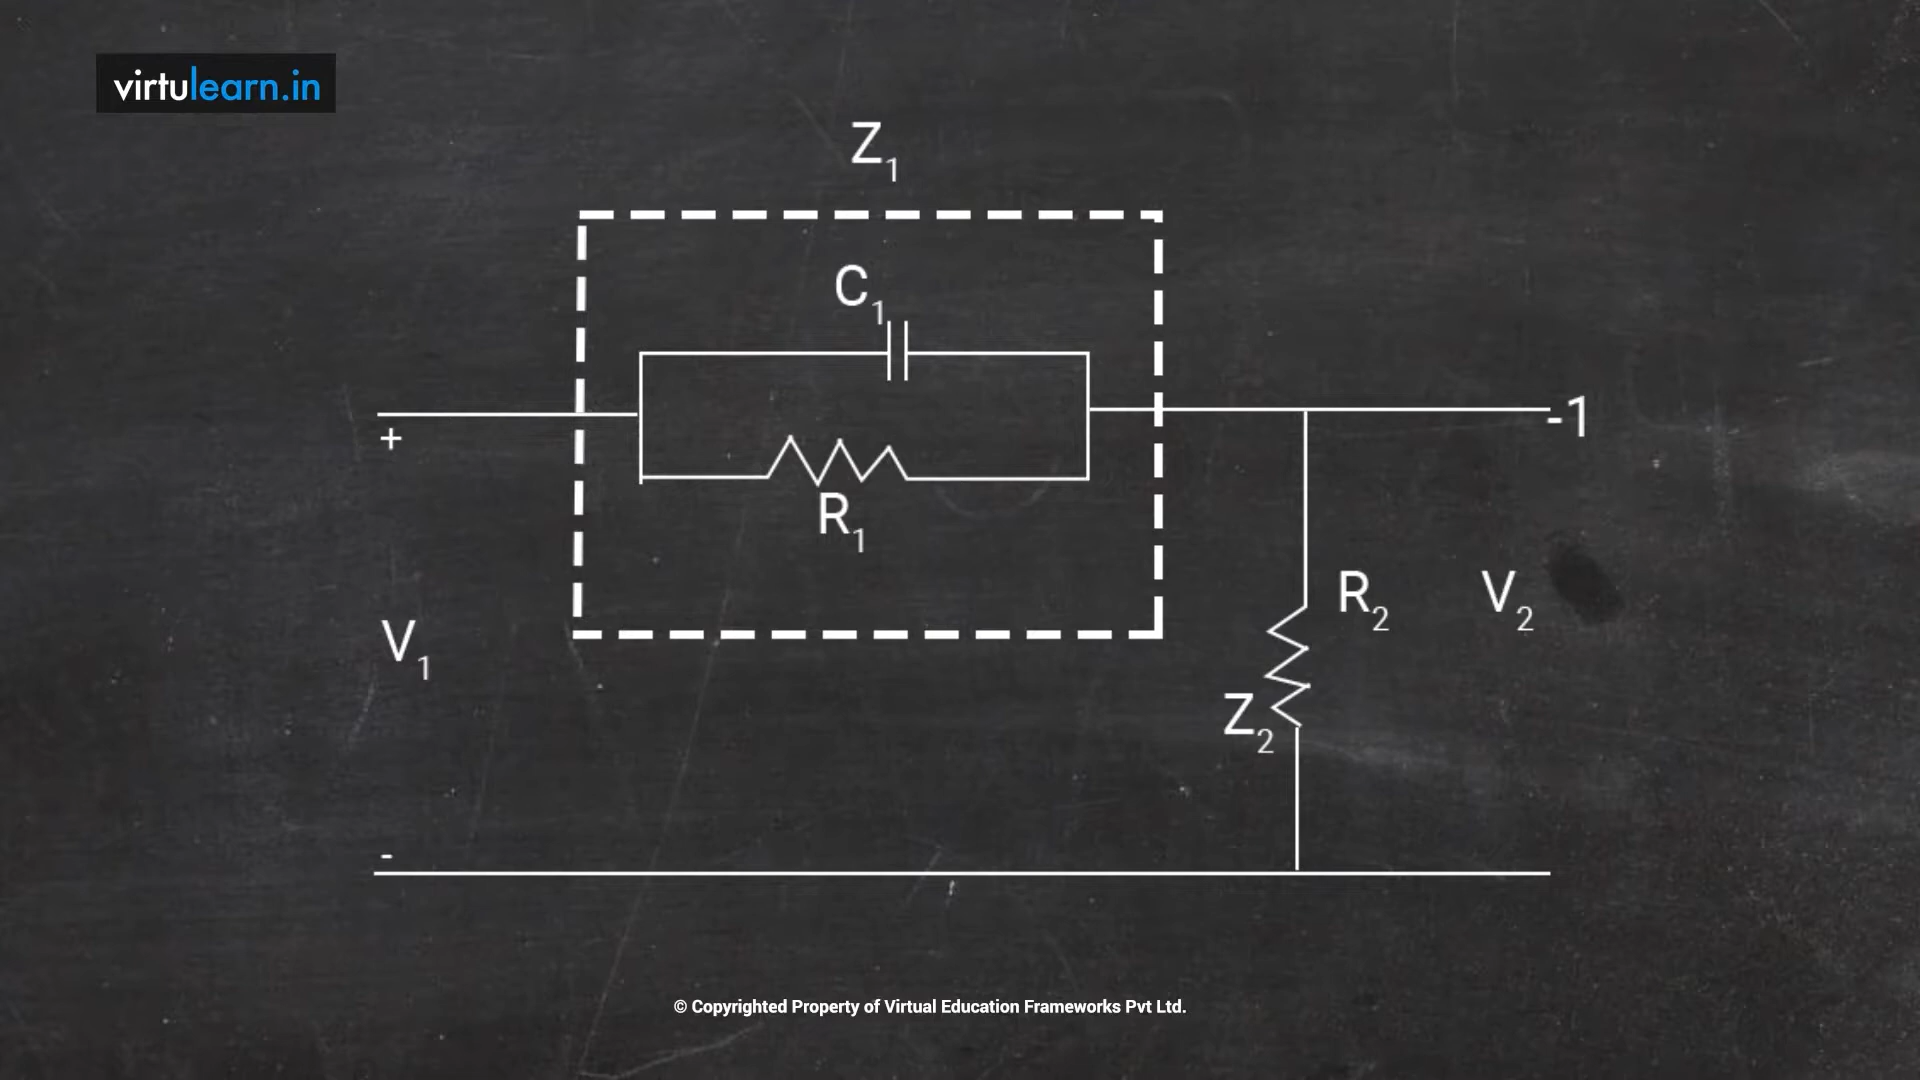 virtulearn.in
Z1
C1
+
-1
R1
R2
V2
V1
Z2
-
© Copyrighted Property of Virtual Education Frameworks Pvt Ltd.